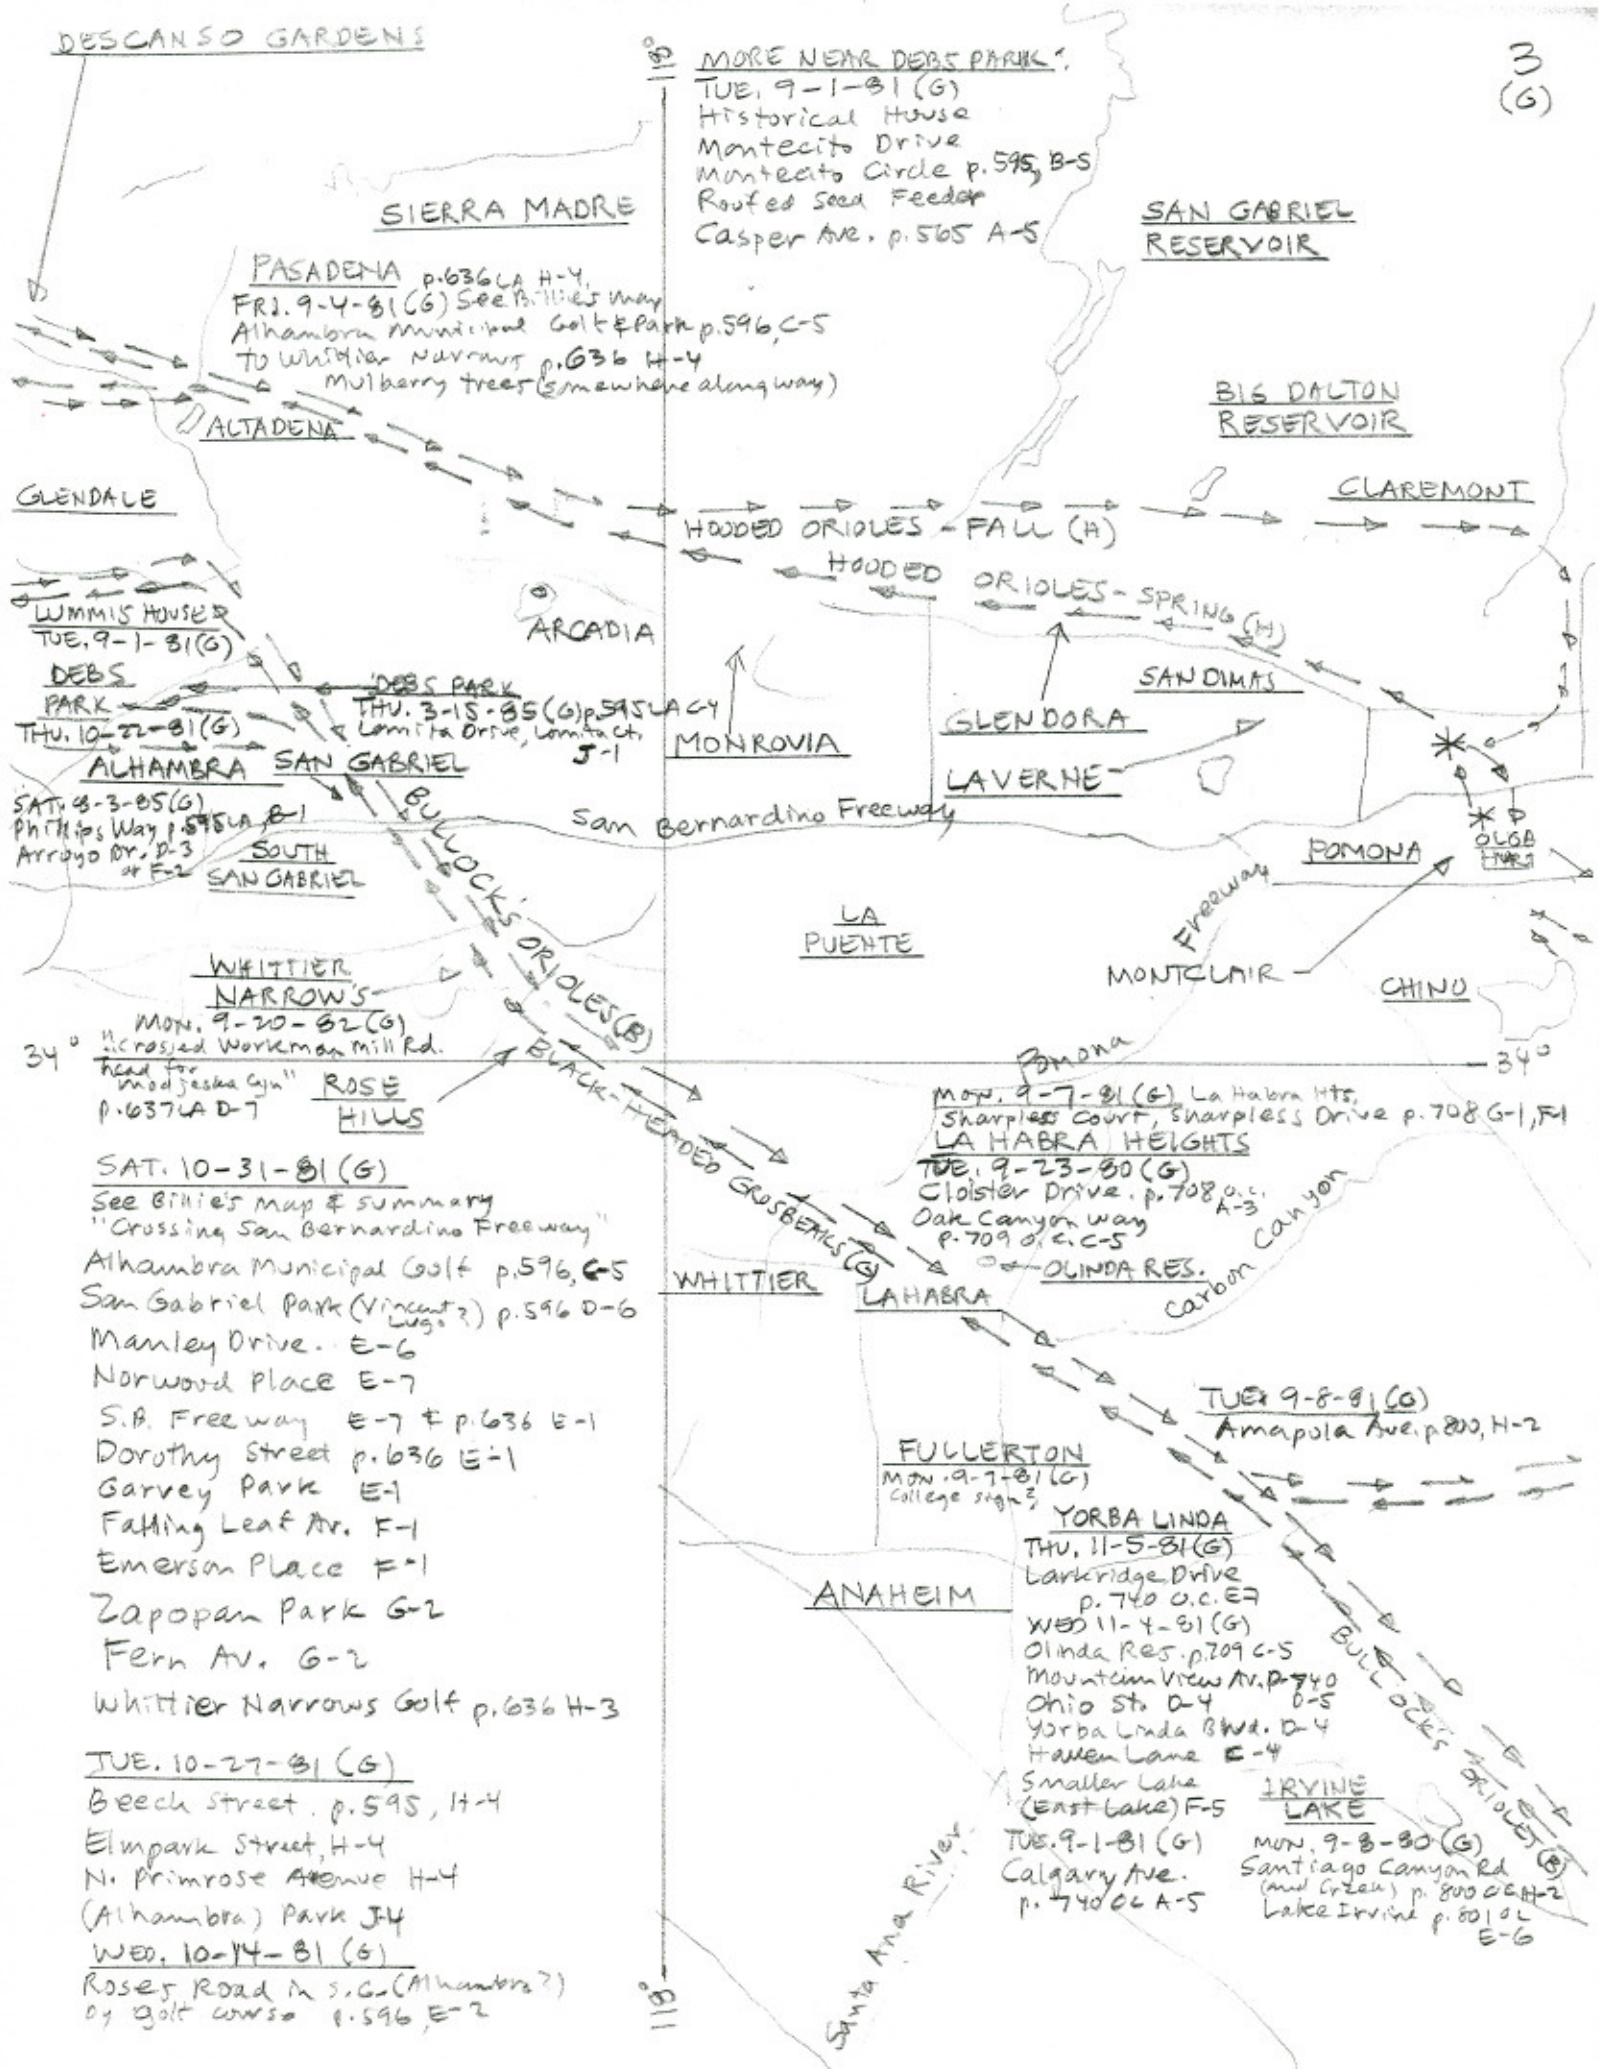 DESCANSO GARDENS
118°
MORE NEAR DEBS PARK:
TUE. 9-1-81 (G)
Historical House
Montecito Drive
Montecito Circle p.595, B-5
Roofed Seed Feeder
Casper Ave. p.565 A-5
3
(G)
SIERRA MADRE
SAN GABRIEL
RESERVOIR
PASADENA p.636 LA H-4,
FRI. 9-4-81 (G) See Billie's map
Alhambra Municipal Golf & Park p.596, C-5
to Whittier Narrows p.636 H-4
Mulberry trees (somewhere along way)
BIG DALTON
RESERVOIR
ALTADENA
GLENDALE
CLAREMONT
HOODED ORIOLES - FALL (H)
HOODED ORIOLES - SPRING (H)
LUMMIS HOUSE
TUE. 9-1-81 (G)
ARCADIA
DEBS
PARK
THU. 10-22-81 (G)
DEBS PARK
THU. 3-15-85 (G) p.595 LA G4
Lomita Drive, Lomita Ct.
J-1
SAN DIMAS
GLENDORA
MONROVIA
LAVERNE
ALHAMBRA
SAN GABRIEL
SAT. 8-3-85 (G)
Phillips Way p.595 LA, B-1
Arroyo Dr. D-3
or F-2
SOUTH
SAN GABRIEL
San Bernardino Freeway
BULLOCK'S ORIOLES (B)
POMONA
OLGA
LA
PUENTE
Freeway
MONTCLAIR
CHINO
WHITTIER
NARROWS
MON. 9-20-82 (G)
"Crossed Workman Mill Rd.
head for
Modjeska Cyn"
p.637 LA D-7
34°
34°
Pomona
ROSE
HILLS
BLACK-HEADED GROSBEAKS (G)
MON. 9-7-81 (G) La Habra Hts.
Sharpless Court, Sharpless Drive p.708 G-1, F-1
LA HABRA HEIGHTS
TUE. 9-23-80 (G)
Cloister Drive. p.708 O.C.
A-3
Oak Canyon Way
p.709 O.C. C-5
OLINDA RES.
Carbon Canyon
SAT. 10-31-81 (G)
See Billie's Map & Summary
"Crossing San Bernardino Freeway"
Alhambra Municipal Golf p.596, C-5
San Gabriel Park (Vincent Lugo?) p.596 D-6
Manley Drive. E-6
Norwood Place E-7
S.B. Freeway E-7 & p.636 E-1
Dorothy Street p.636 E-1
Garvey Park E-1
Falling Leaf Av. F-1
Emerson Place F-1
Zapopan Park G-2
Fern Av. G-2
Whittier Narrows Golf p.636 H-3
WHITTIER
LA HABRA
TUE. 9-8-81 (G)
Amapola Ave. p.800, H-2
FULLERTON
MON. 9-7-81 (G)
College sign?
YORBA LINDA
THU. 11-5-81 (G)
Larkridge Drive
p.740 O.C. E7
WED 11-4-81 (G)
Olinda Res. p.709 C-5
Mountain View Av. p-740
D-5
Ohio St. D-4
Yorba Linda Blvd. D-4
Haven Lane C-4
Smaller Lake
(East Lake) F-5
TUE. 9-1-81 (G)
Calgary Ave.
p.740 OC A-5
ANAHEIM
BULLOCK'S ORIOLES (B)
IRVINE
LAKE
MON. 9-8-80 (G)
Santiago Canyon Rd
(and Creek) p.800 OC H-2
Lake Irvine p.801 OC
E-6
TUE. 10-27-81 (G)
Beech Street. p.595, H-4
Elmpark Street, H-4
N. Primrose Avenue H-4
(Alhambra) Park J-4
WED. 10-14-81 (G)
Roses Road in S.G. (Alhambra?)
by golf course p.596, E-2
118°
Santa Ana River